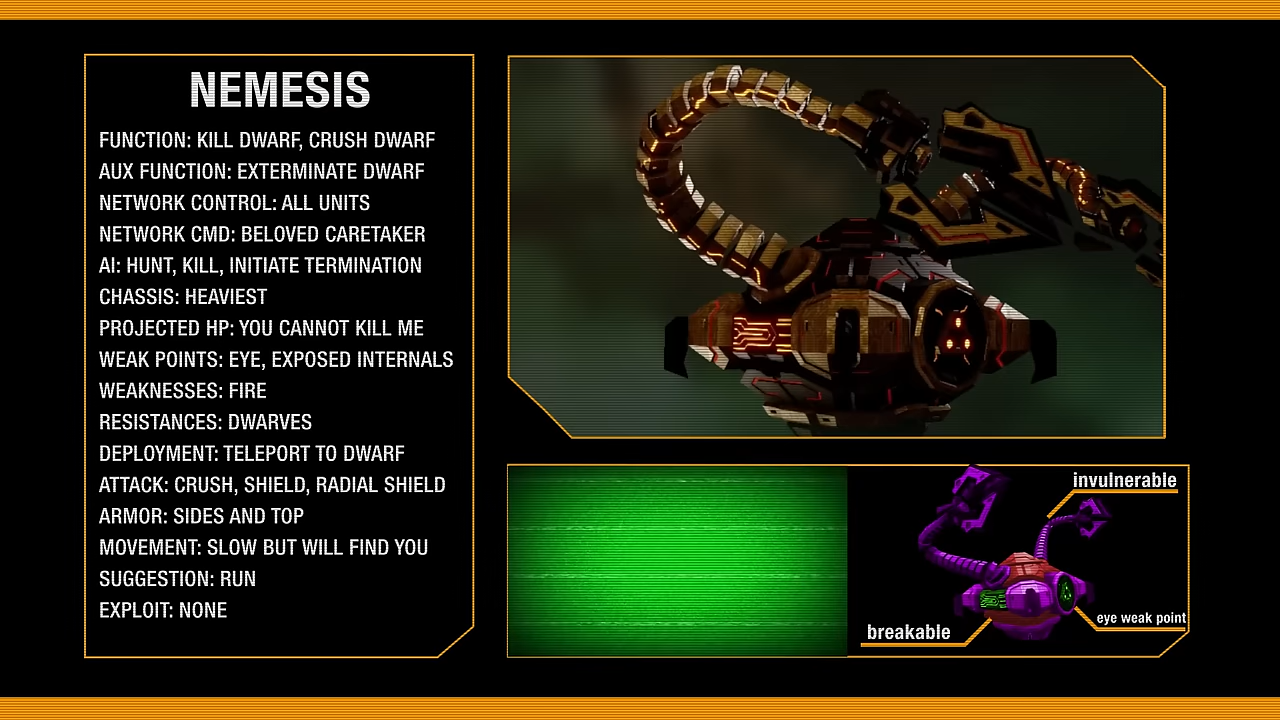 NEMESIS
FUNCTION: KILL DWARF, CRUSH DWARF
AUX FUNCTION: EXTERMINATE DWARF
NETWORK CONTROL: ALL UNITS
NETWORK CMD: BELOVED CARETAKER
AI: HUNT, KILL, INITIATE TERMINATION
CHASSIS: HEAVIEST
PROJECTED HP: YOU CANNOT KILL ME
WEAK POINTS: EYE, EXPOSED INTERNALS
WEAKNESSES: FIRE
RESISTANCES: DWARVES
DEPLOYMENT: TELEPORT TO DWARF
ATTACK: CRUSH, SHIELD, RADIAL SHIELD
ARMOR: SIDES AND TOP
MOVEMENT: SLOW BUT WILL FIND YOU
SUGGESTION: RUN
EXPLOIT: NONE
invulnerable
eye weak point
breakable